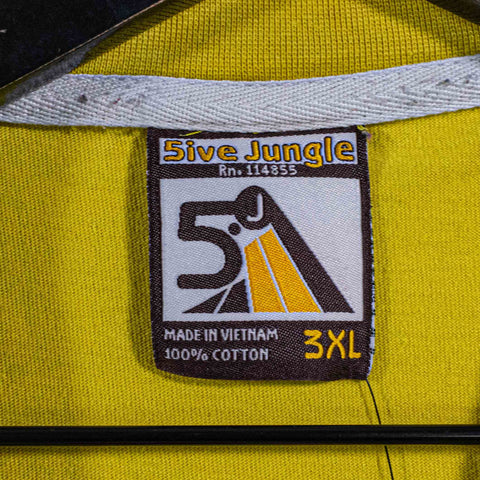 5ive Jungle
Rn. 114855
5J
MADE IN VIETNAM
100% COTTON
3XL